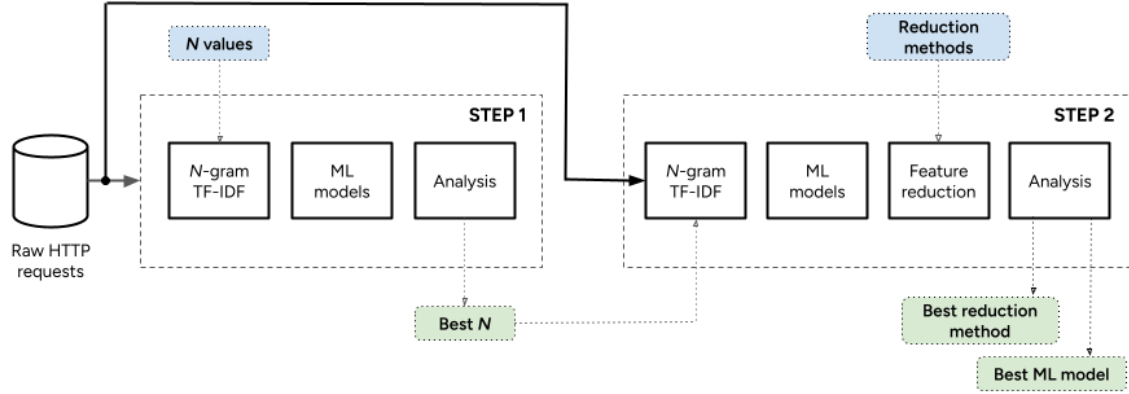 N values
Reduction
methods
STEP 1
STEP 2
N-gram
TF-IDF
ML
models
Analysis
N-gram
TF-IDF
ML
models
Feature
reduction
Analysis
Raw HTTP
requests
Best N
Best reduction
method
Best ML model